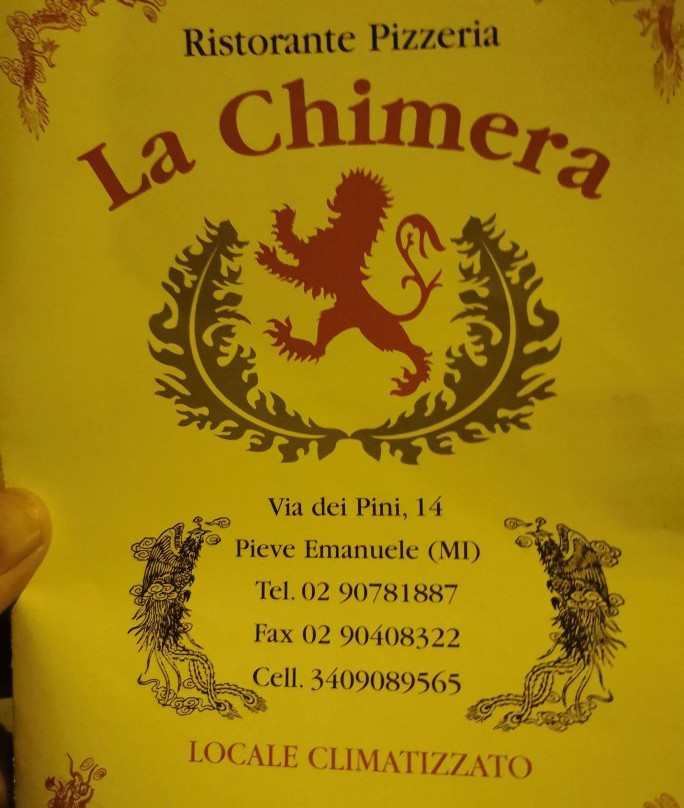 Ristorante Pizzeria
La Chimera
Via dei Pini, 14
Pieve Emanuele (MI)
Tel. 02 90781887
Fax 02 90408322
Cell. 3409089565
LOCALE CLIMATIZZATO